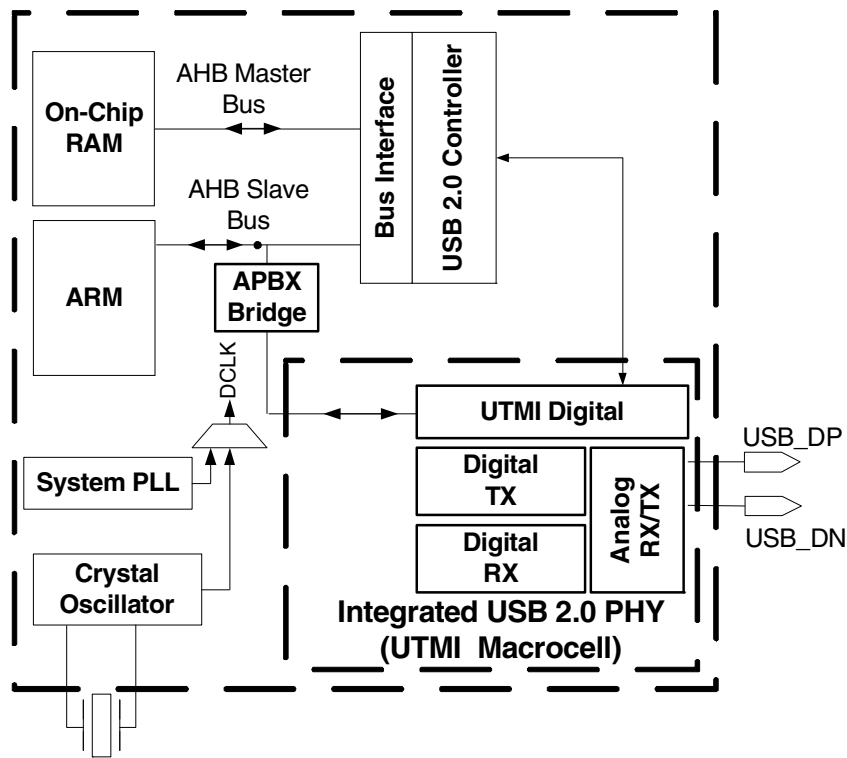 On-Chip
RAM
AHB Master
Bus
Bus Interface
USB 2.0 Controller
AHB Slave
Bus
ARM
APBX
Bridge
DCLK
UTMI Digital
System PLL
Digital
TX
Analog
RX/TX
USB_DP
USB_DN
Digital
RX
Crystal
Oscillator
Integrated USB 2.0 PHY
(UTMI Macrocell)